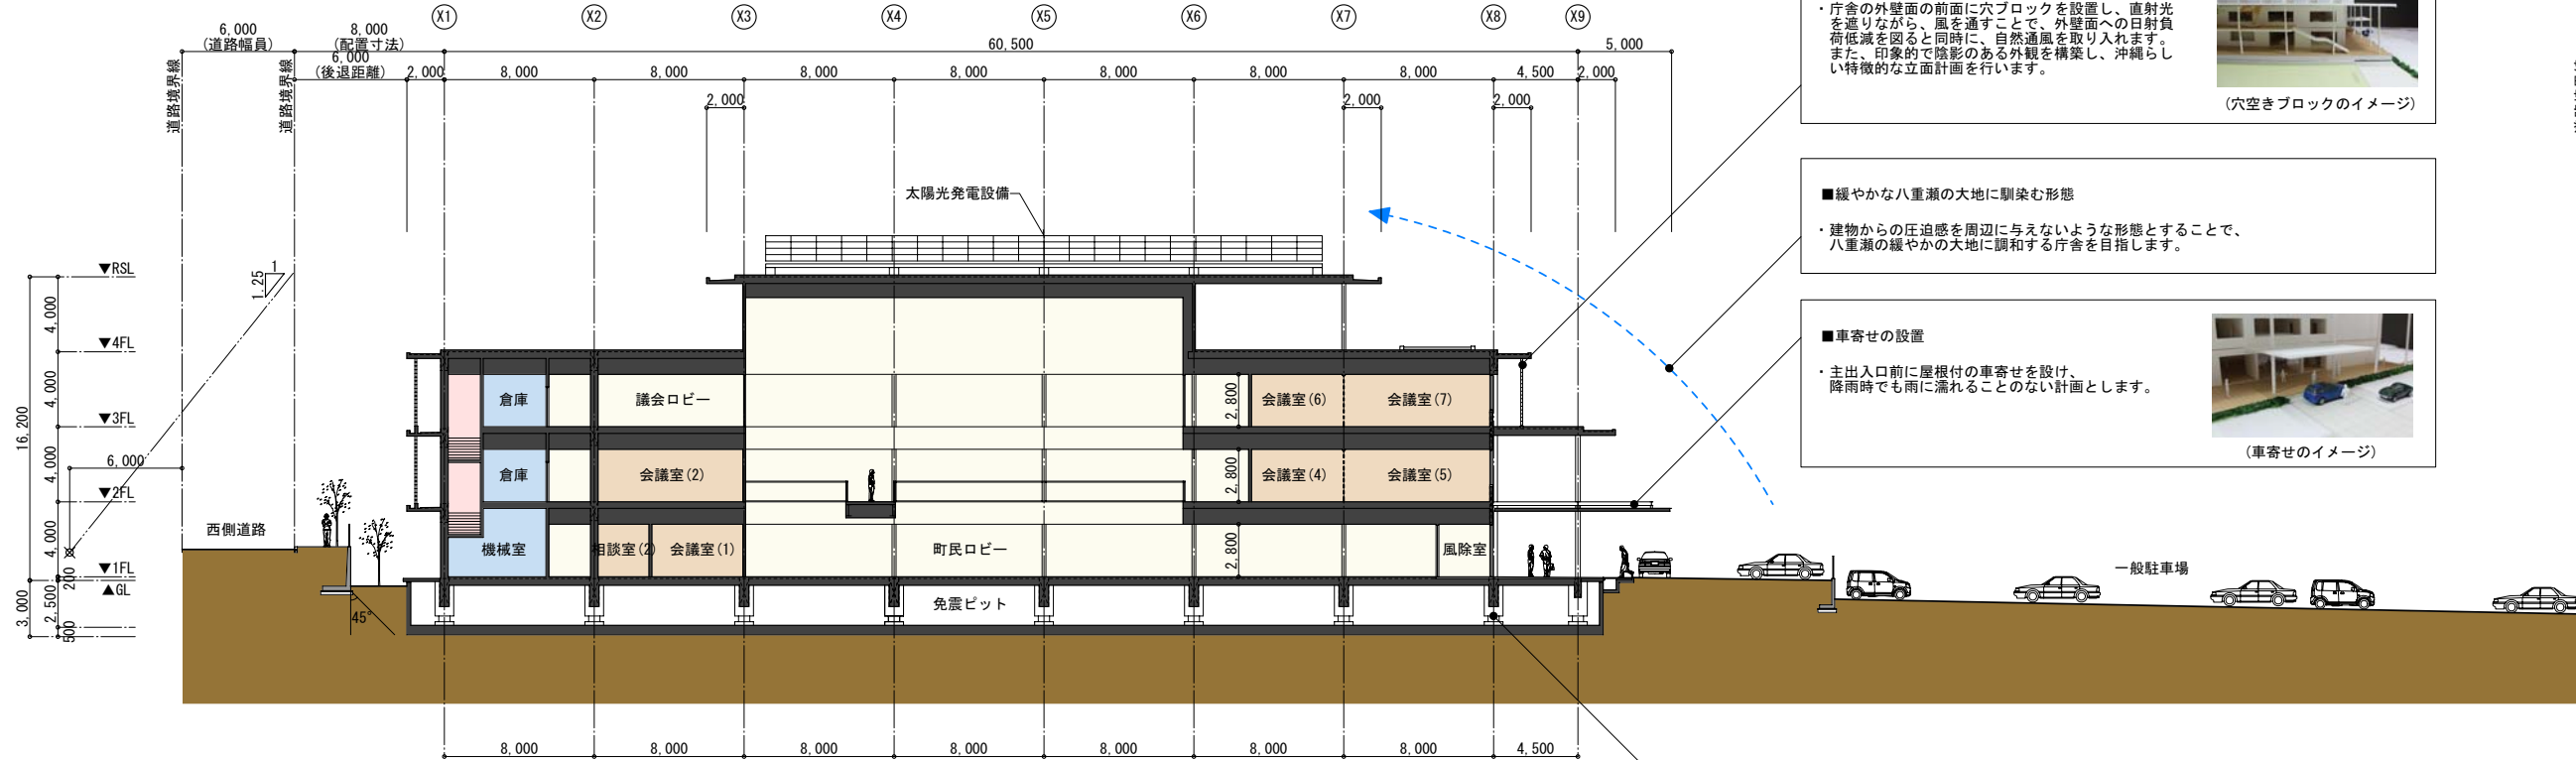 X1 X2 X3 X4 X5 X6 X7 X8 X9
6,000
(道路幅員)
8,000
(配置寸法)
60,500
5,000
6,000
(後退距離)
2,000
8,000 8,000 8,000 8,000 8,000 8,000 8,000 4,500 2,000
2,000 2,000 2,000
道路境界線
道路境界線
太陽光発電設備
1
1.25
▼RSL
▼4FL
▼3FL
▼2FL
▼1FL
▲GL
16,200
4,000
4,000
4,000
4,000
200
3,000
2,500
500
6,000
西側道路
45°
倉庫
議会ロビー
2,800
会議室(6)
会議室(7)
倉庫
会議室(2)
2,800
会議室(4)
会議室(5)
機械室
相談室(2)
会議室(1)
町民ロビー
2,800
風除室
免震ピット
一般駐車場
8,000 8,000 8,000 8,000 8,000 8,000 8,000 4,500
・庁舎の外壁面の前面に穴ブロックを設置し、直射光
を遮りながら、風を通すことで、外壁面への日射負
荷低減を図ると同時に、自然通風を取り入れます。
また、印象的で陰影のある外観を構築し、沖縄らし
い特徴的な立面計画を行います。
(穴空きブロックのイメージ)
■緩やかな八重瀬の大地に馴染む形態
・建物からの圧迫感を周辺に与えないような形態とすることで、
八重瀬の緩やかの大地に調和する庁舎を目指します。
■車寄せの設置
・主出入口前に屋根付の車寄せを設け、
降雨時でも雨に濡れることのない計画とします。
(車寄せのイメージ)